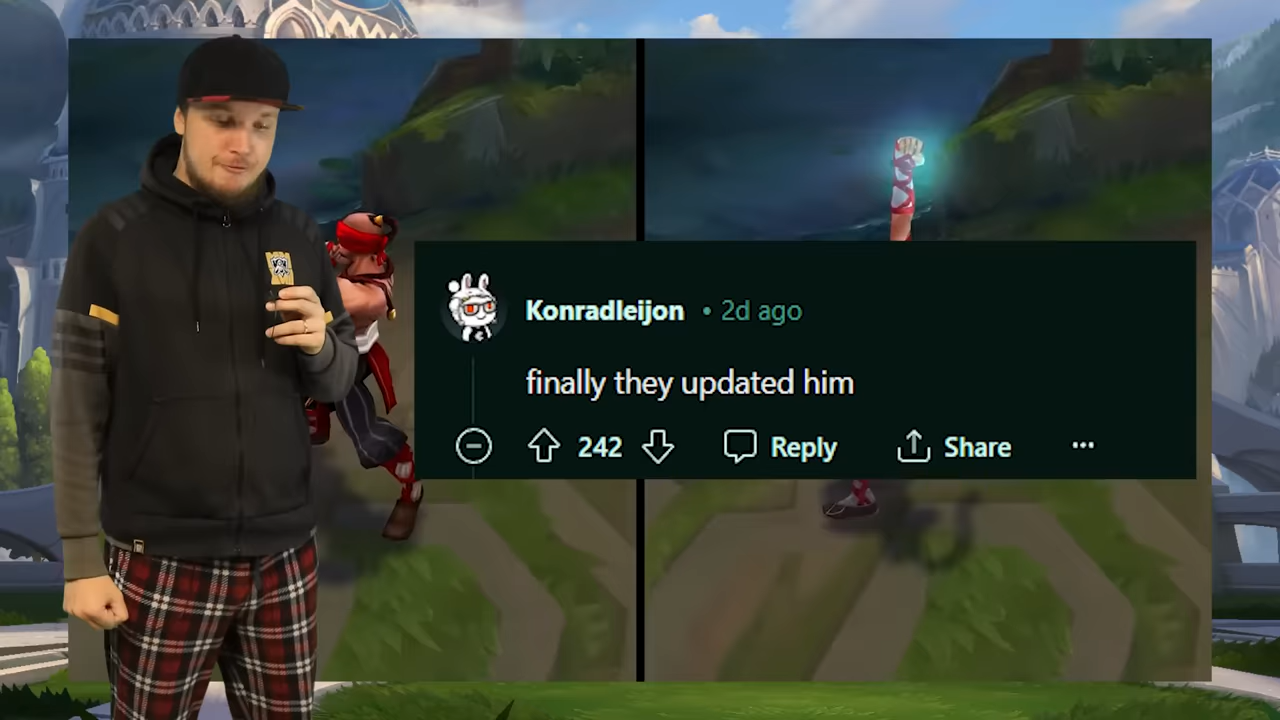 Konradleijon • 2d ago
finally they updated him
242 Reply Share ...